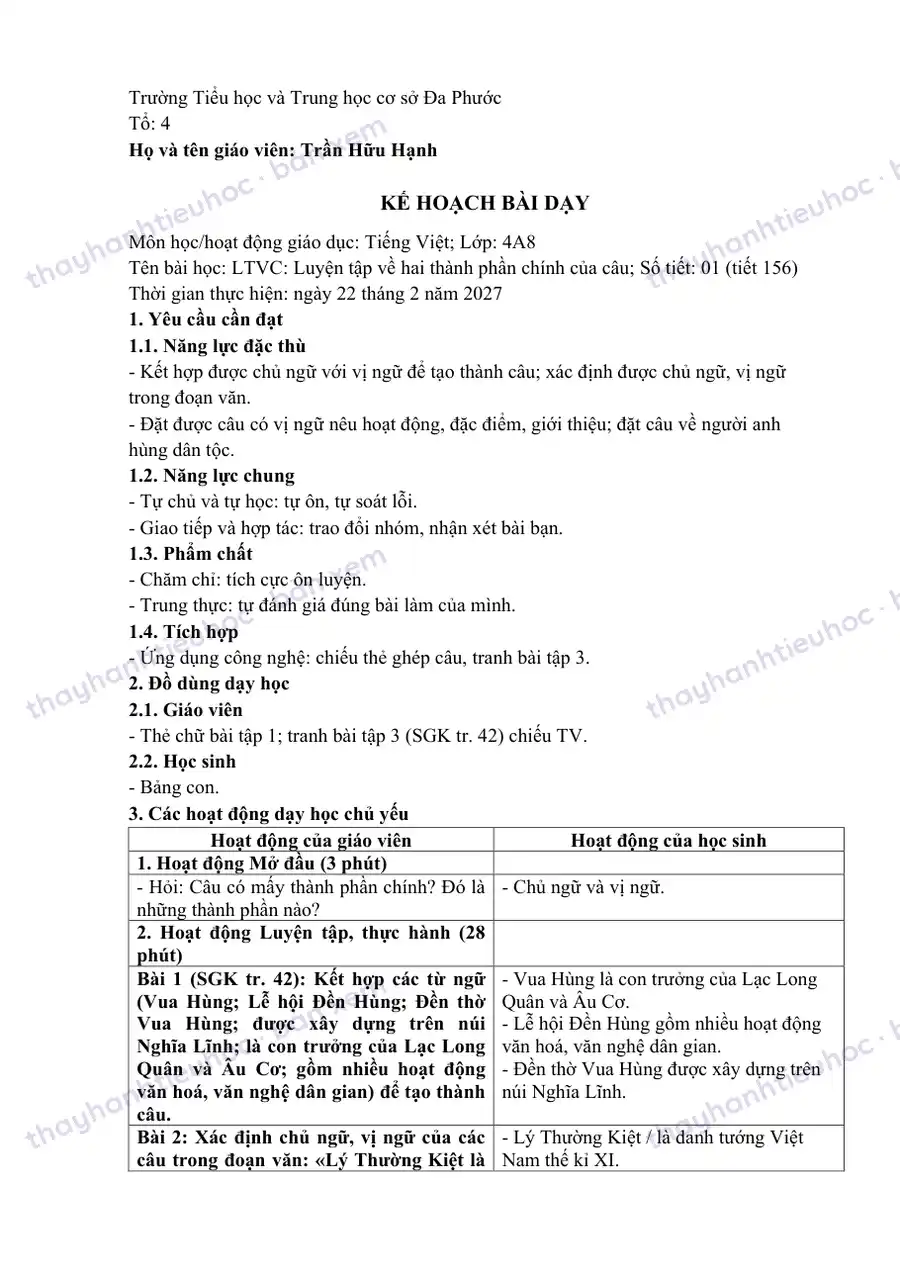 Trường Tiểu học và Trung học cơ sở Đa Phước
Tổ: 4
Họ và tên giáo viên: Trần Hữu Hạnh
KẾ HOẠCH BÀI DẠY
Môn học/hoạt động giáo dục: Tiếng Việt; Lớp: 4A8
Tên bài học: LTVC: Luyện tập về hai thành phần chính của câu; Số tiết: 01 (tiết 156)
Thời gian thực hiện: ngày 22 tháng 2 năm 2027
1. Yêu cầu cần đạt
1.1. Năng lực đặc thù
- Kết hợp được chủ ngữ với vị ngữ để tạo thành câu; xác định được chủ ngữ, vị ngữ
trong đoạn văn.
- Đặt được câu có vị ngữ nêu hoạt động, đặc điểm, giới thiệu; đặt câu về người anh
hùng dân tộc.
1.2. Năng lực chung
- Tự chủ và tự học: tự ôn, tự soát lỗi.
- Giao tiếp và hợp tác: trao đổi nhóm, nhận xét bài bạn.
1.3. Phẩm chất
- Chăm chỉ: tích cực ôn luyện.
- Trung thực: tự đánh giá đúng bài làm của mình.
1.4. Tích hợp
- Ứng dụng công nghệ: chiếu thẻ ghép câu, tranh bài tập 3.
2. Đồ dùng dạy học
2.1. Giáo viên
- Thẻ chữ bài tập 1; tranh bài tập 3 (SGK tr. 42) chiếu TV.
2.2. Học sinh
- Bảng con.
3. Các hoạt động dạy học chủ yếu
Hoạt động của giáo viên
Hoạt động của học sinh
1. Hoạt động Mở đầu (3 phút)
- Hỏi: Câu có mấy thành phần chính? Đó là
những thành phần nào?
- Chủ ngữ và vị ngữ.
2. Hoạt động Luyện tập, thực hành (28
phút)
Bài 1 (SGK tr. 42): Kết hợp các từ ngữ
(Vua Hùng; Lễ hội Đền Hùng; Đền thờ
Vua Hùng; được xây dựng trên núi
Nghĩa Lĩnh; là con trưởng của Lạc Long
Quân và Âu Cơ; gồm nhiều hoạt động
văn hoá, văn nghệ dân gian) để tạo thành
câu.
- Vua Hùng là con trưởng của Lạc Long
Quân và Âu Cơ.
- Lễ hội Đền Hùng gồm nhiều hoạt động
văn hoá, văn nghệ dân gian.
- Đền thờ Vua Hùng được xây dựng trên
núi Nghĩa Lĩnh.
Bài 2: Xác định chủ ngữ, vị ngữ của các
câu trong đoạn văn: «Lý Thường Kiệt là
- Lý Thường Kiệt / là danh tướng Việt
Nam thế kỉ XI.
thayhanhtieuhoc · bản xem
thayhanhtieuhoc · b
thayhanhtieuhoc · bản xem
thayhanhtieuhoc · b
thayhanhtieuhoc · bản xem
thayhanhtieuhoc · b